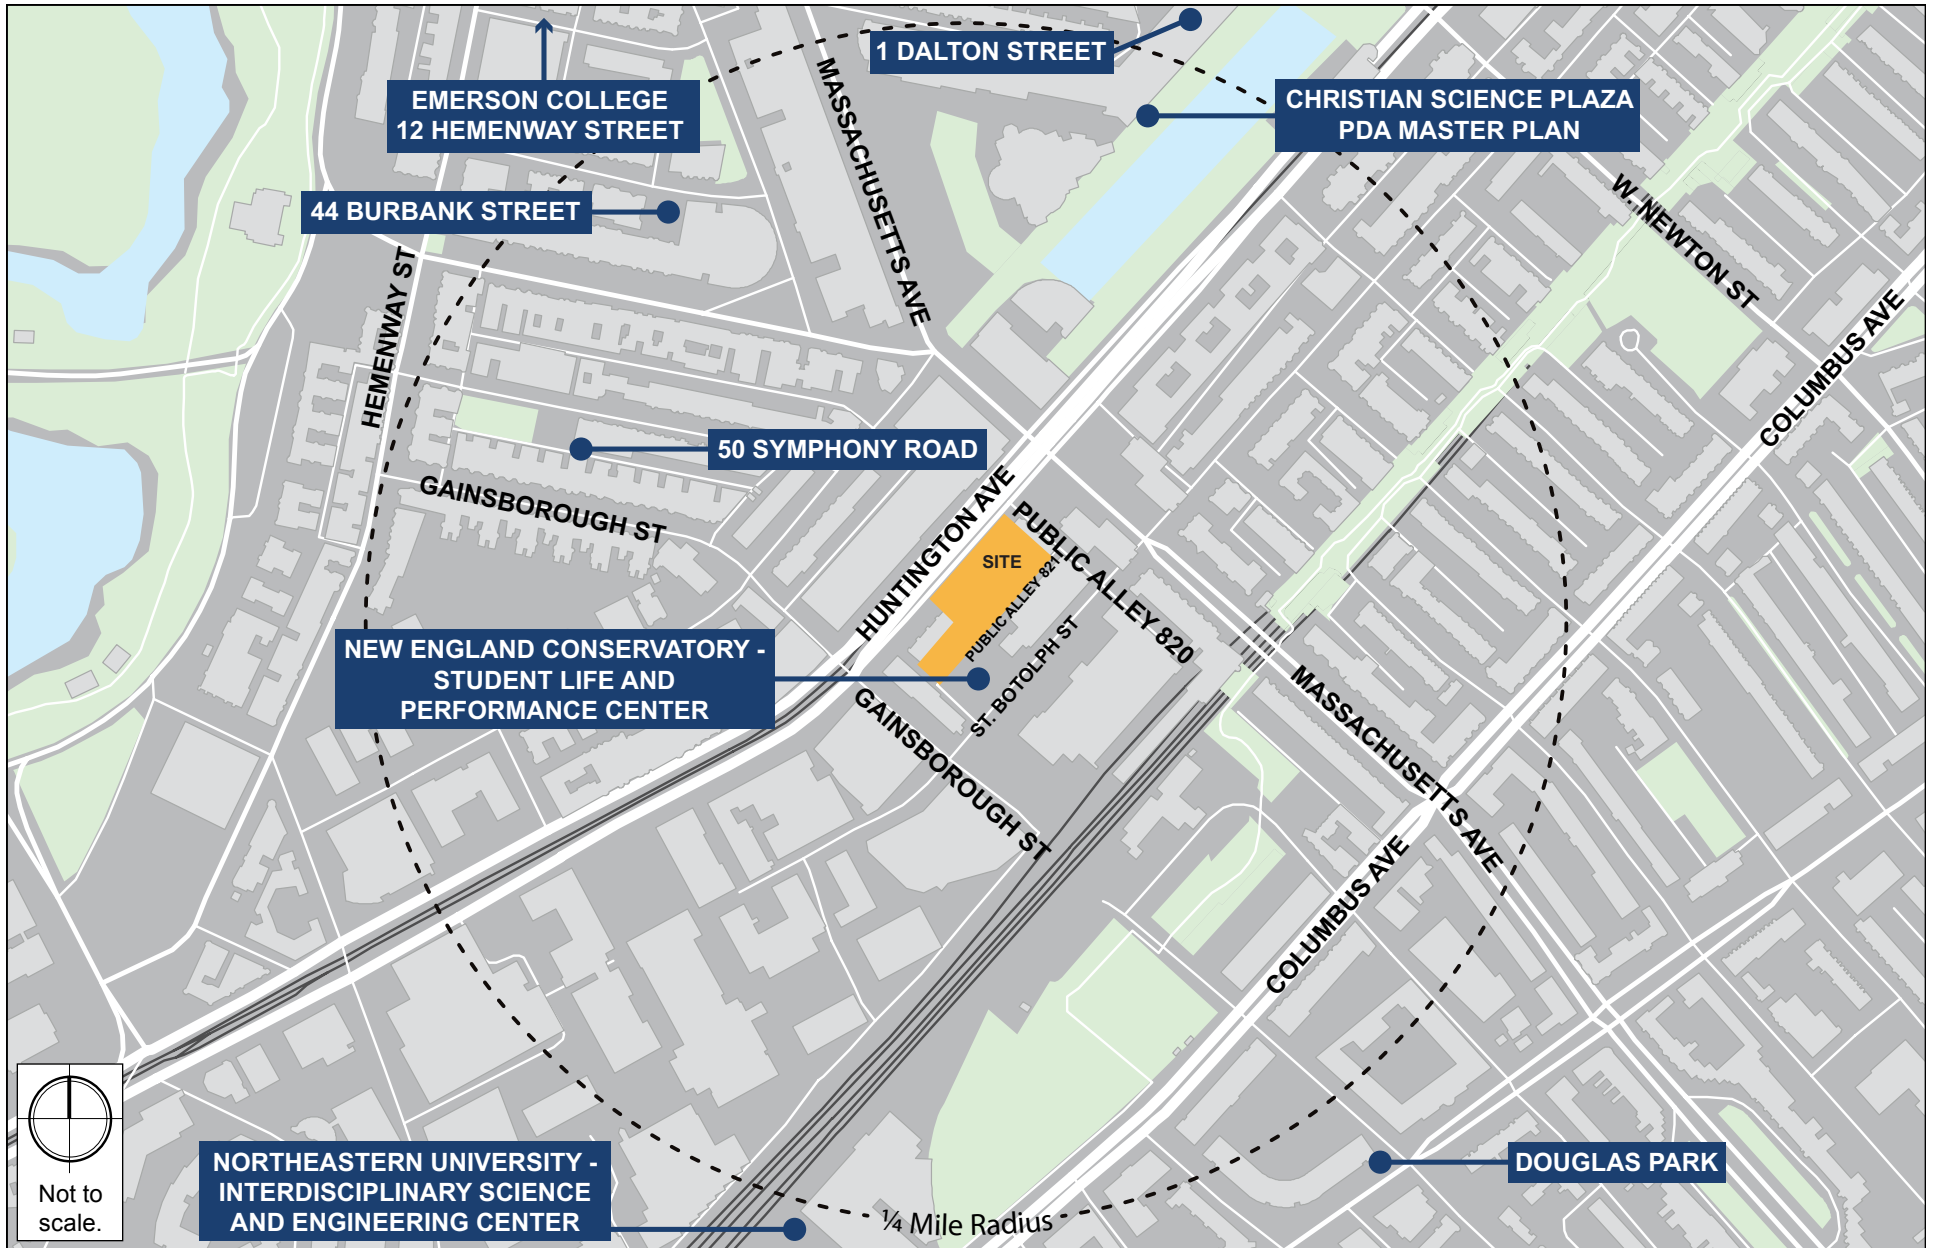 1 DALTON STREET
EMERSON COLLEGE
12 HEMENWAY STREET
CHRISTIAN SCIENCE PLAZA
PDA MASTER PLAN
MASSACHUSETTS AVE
44 BURBANK STREET
W. NEWTON ST
HEMENWAY ST
COLUMBUS AVE
50 SYMPHONY ROAD
GAINSBOROUGH ST
HUNTINGTON AVE
SITE
PUBLIC ALLEY 820
PUBLIC ALLEY 821
ST. BOTOLPH ST
NEW ENGLAND CONSERVATORY -
STUDENT LIFE AND
PERFORMANCE CENTER
GAINSBOROUGH ST
MASSACHUSETTS AVE
COLUMBUS AVE
Not to
scale.
NORTHEASTERN UNIVERSITY -
INTERDISCIPLINARY SCIENCE
AND ENGINEERING CENTER
DOUGLAS PARK
¼ Mile Radius